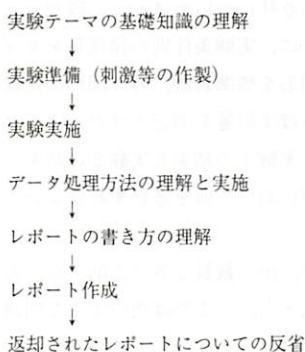 実験テーマの基礎知識の理解
↓
実験準備（刺激等の作製）
↓
実験実施
↓
データ処理方法の理解と実施
↓
レポートの書き方の理解
↓
レポート作成
↓
返却されたレポートについての反省